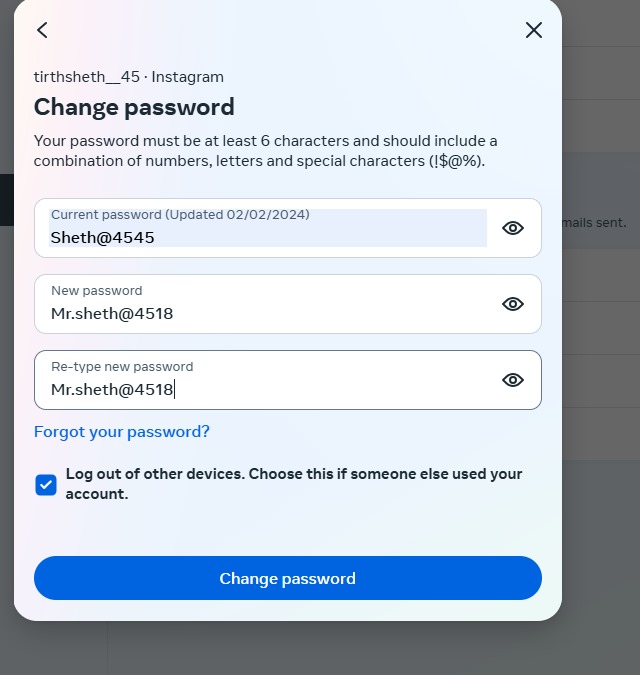 tirthsheth__45 · Instagram
Change password
Your password must be at least 6 characters and should include a
combination of numbers, letters and special characters (!$@%).
Current password (Updated 02/02/2024)
Sheth@4545
mails sent.
New password
Mr.sheth@4518
Re-type new password
Mr.sheth@4518
Forgot your password?
Log out of other devices. Choose this if someone else used your
account.
Change password